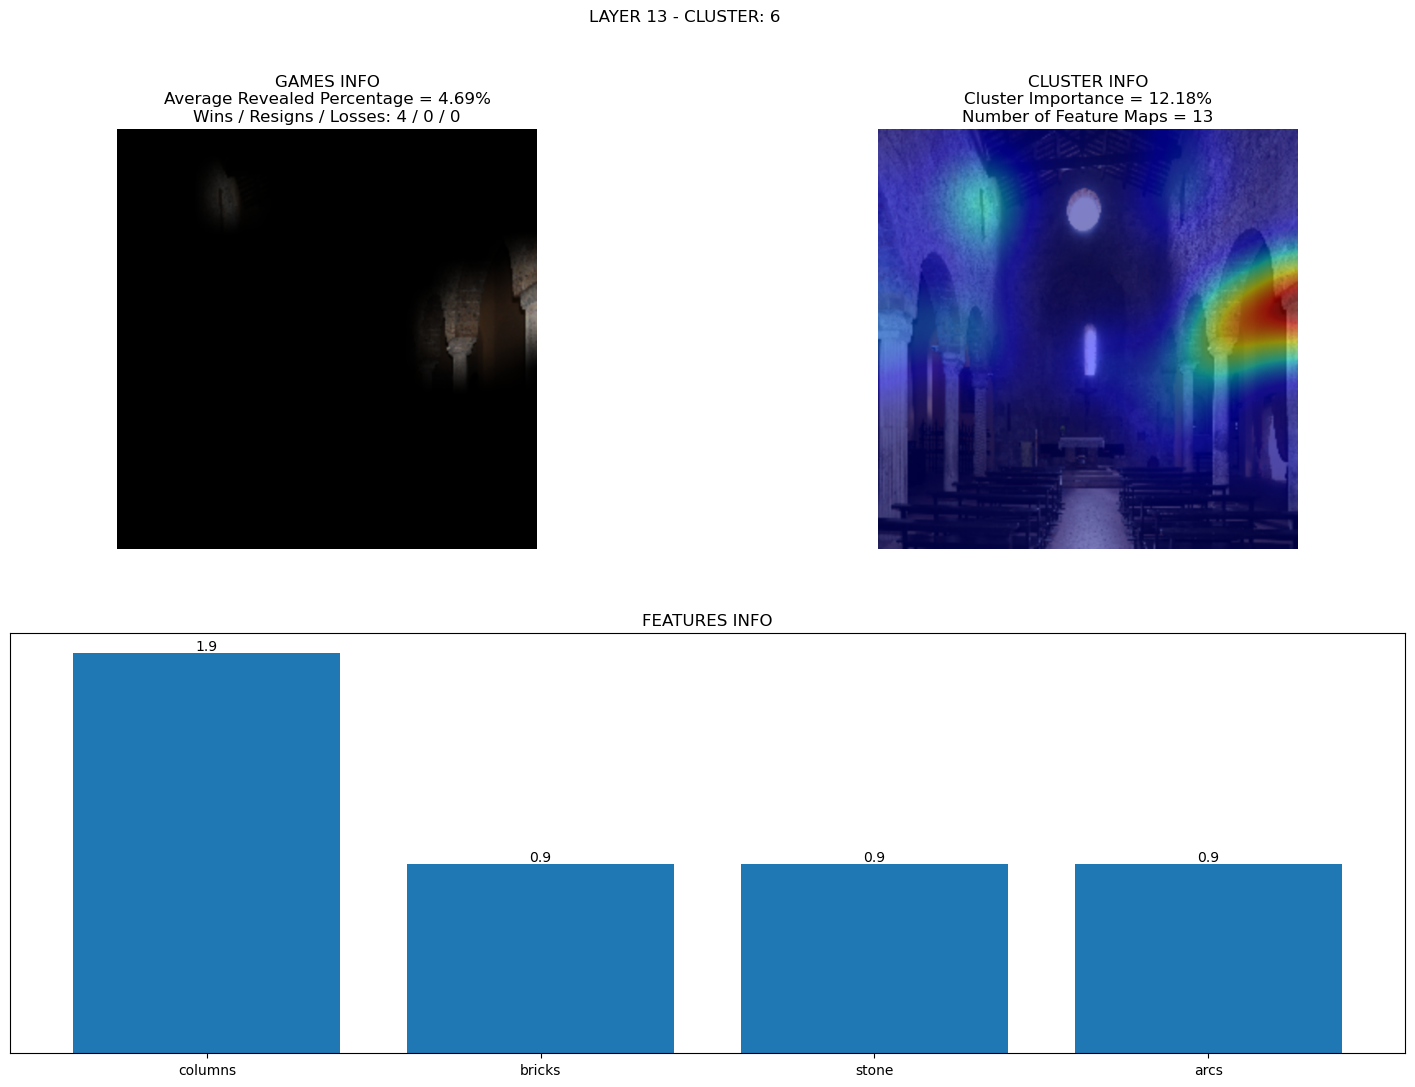 LAYER 13 - CLUSTER: 6
GAMES INFO
Average Revealed Percentage = 4.69%
Wins / Resigns / Losses: 4 / 0 / 0
CLUSTER INFO
Cluster Importance = 12.18%
Number of Feature Maps = 13
FEATURES INFO
1.9
0.9
0.9
0.9
columns
bricks
stone
arcs